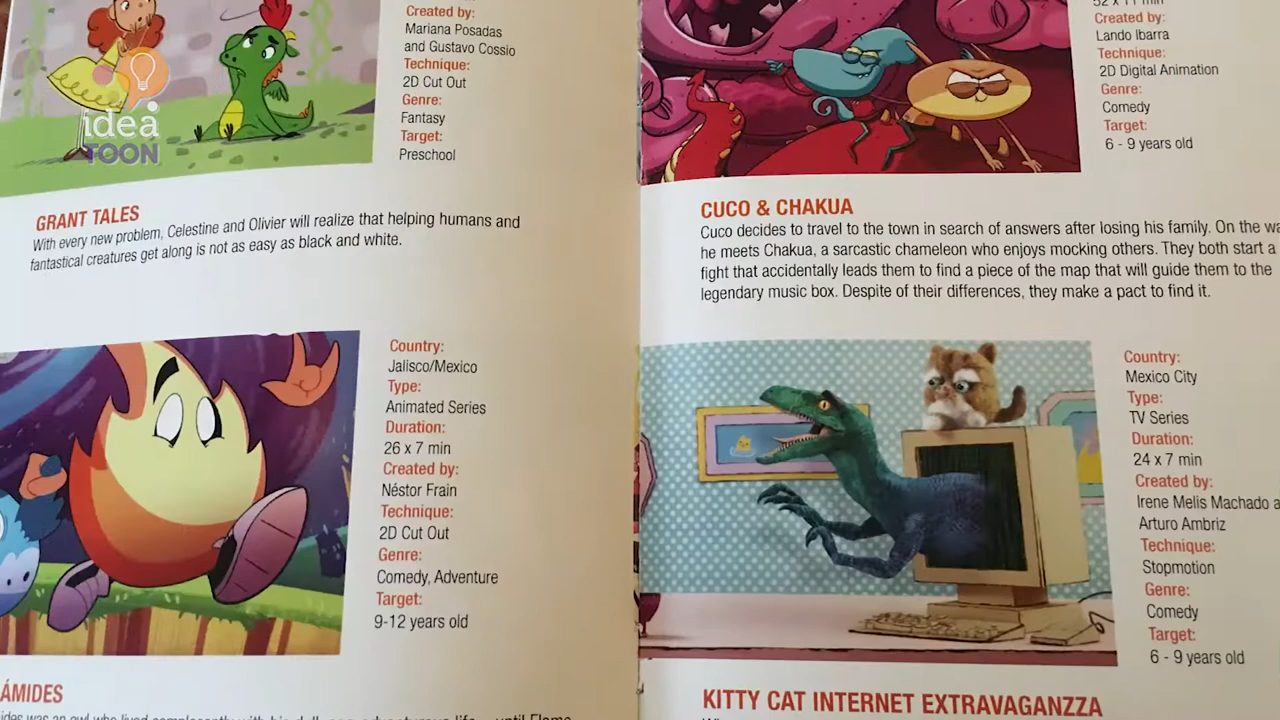 idea
TOON
Created by:
Mariana Posadas
and Gustavo Cossio
Technique:
2D Cut Out
Genre:
Fantasy
Target:
Preschool
GRANT TALES
With every new problem, Celestine and Olivier will realize that helping humans and
fantastical creatures get along is not as easy as black and white.
Country:
Jalisco/Mexico
Type:
Animated Series
Duration:
26 x 7 min
Created by:
Néstor Frain
Technique:
2D Cut Out
Genre:
Comedy, Adventure
Target:
9-12 years old
ÁMIDES
52 x 11 min
Created by:
Lando Ibarra
Technique:
2D Digital Animation
Genre:
Comedy
Target:
6 - 9 years old
CUCO & CHAKUA
Cuco decides to travel to the town in search of answers after losing his family. On the
he meets Chakua, a sarcastic chameleon who enjoys mocking others. They both start a
fight that accidentally leads them to find a piece of the map that will guide them to the
legendary music box. Despite of their differences, they make a pact to find it.
Country:
Mexico City
Type:
TV Series
Duration:
24 x 7 min
Created by:
Irene Melis Machado
Arturo Ambriz
Technique:
Stopmotion
Genre:
Comedy
Target:
6 - 9 years old
KITTY CAT INTERNET EXTRAVAGANZZA